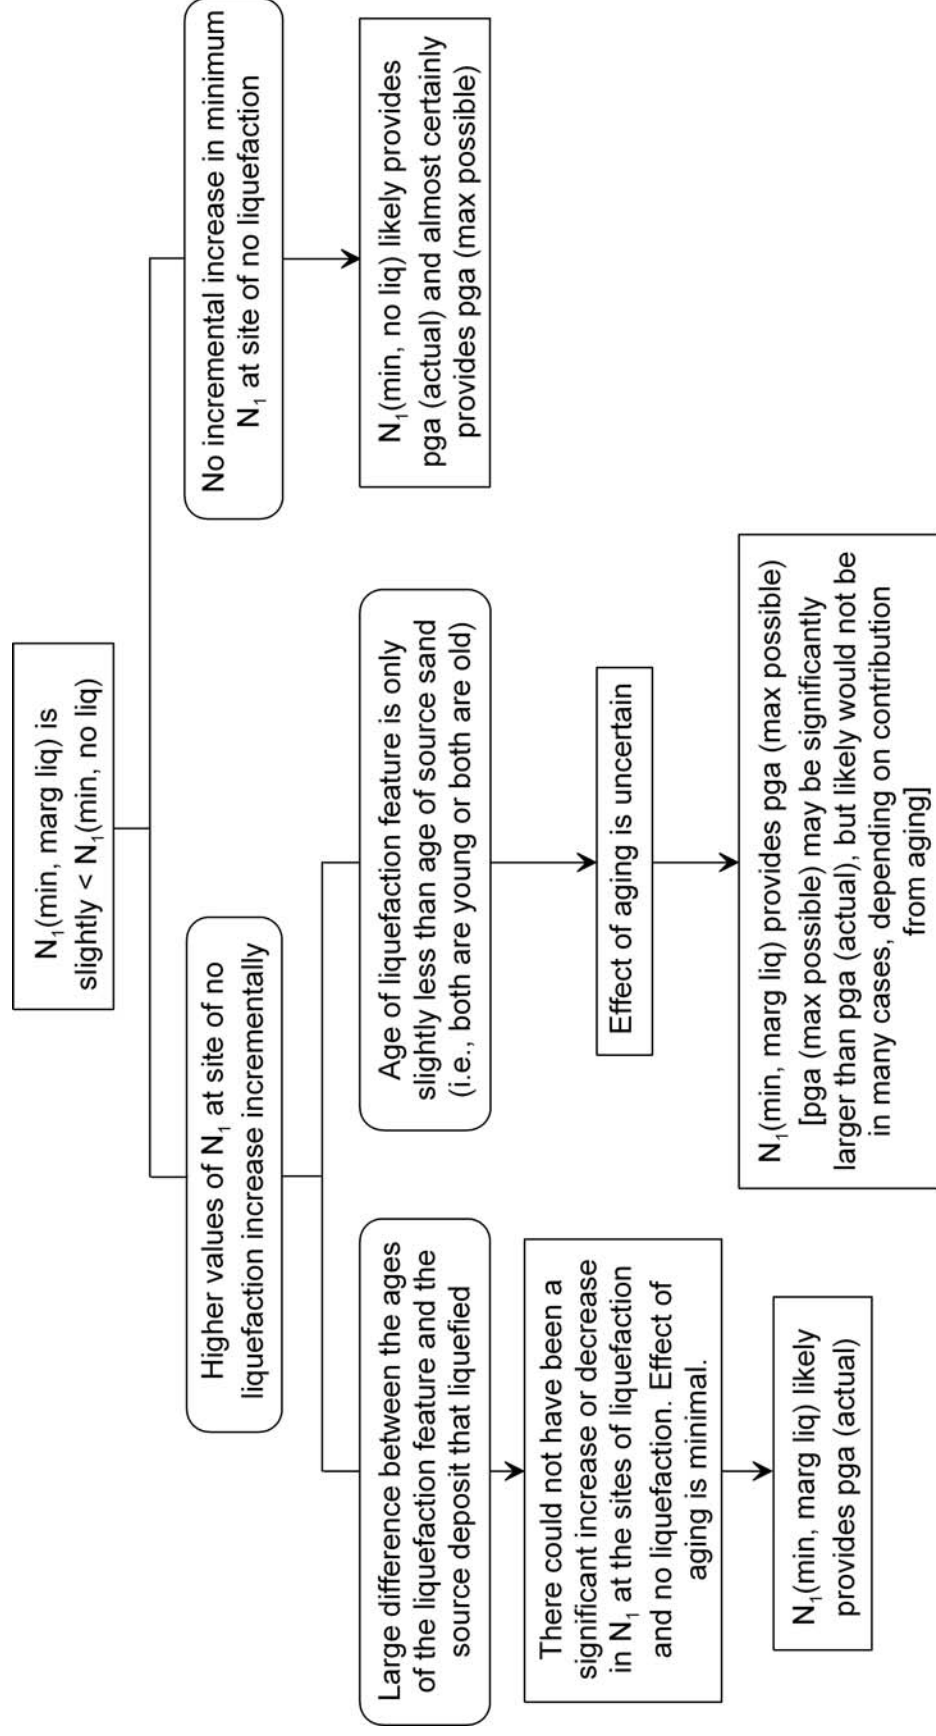 N₁(min, marg liq) is
slightly < N₁(min, no liq)
Higher values of N₁ at site of no
liquefaction increase incrementally
No incremental increase in minimum
N₁ at site of no liquefaction
Large difference between the ages
of the liquefaction feature and the
source deposit that liquefied
Age of liquefaction feature is only
slightly less than age of source sand
(i.e., both are young or both are old)
N₁(min, no liq) likely provides
pga (actual) and almost certainly
provides pga (max possible)
There could not have been a
significant increase or decrease
in N₁ at the sites of liquefaction
and no liquefaction. Effect of
aging is minimal.
Effect of aging is uncertain
N₁(min, marg liq) likely
provides pga (actual)
N₁(min, marg liq) provides pga (max possible)
[pga (max possible) may be significantly
larger than pga (actual), but likely would not be
in many cases, depending on contribution
from aging]